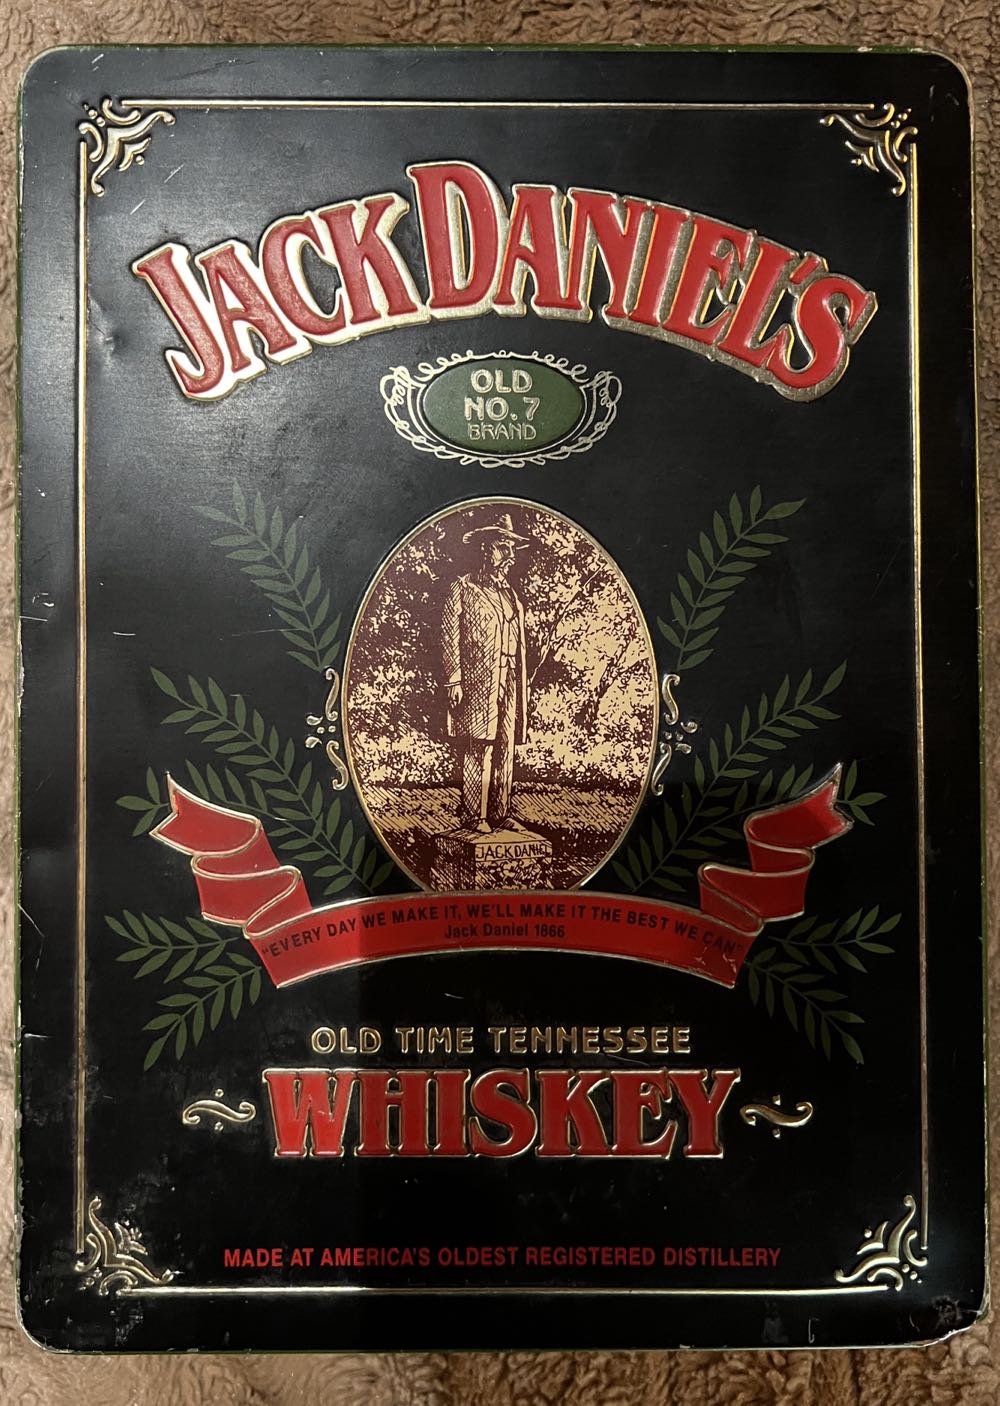 JACK DANIEL'S
OLD
NO. 7
BRAND
JACK DANIEL
"EVERY DAY WE MAKE IT, WE'LL MAKE IT THE BEST WE CAN"
Jack Daniel 1866
OLD TIME TENNESSEE
WHISKEY
MADE AT AMERICA'S OLDEST REGISTERED DISTILLERY